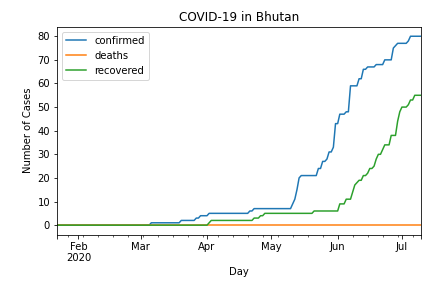 COVID-19 in Bhutan
confirmed
deaths
recovered
80
70
60
50
40
30
20
10
0
Number of Cases
Feb
2020
Mar
Apr
May
Jun
Jul
Day